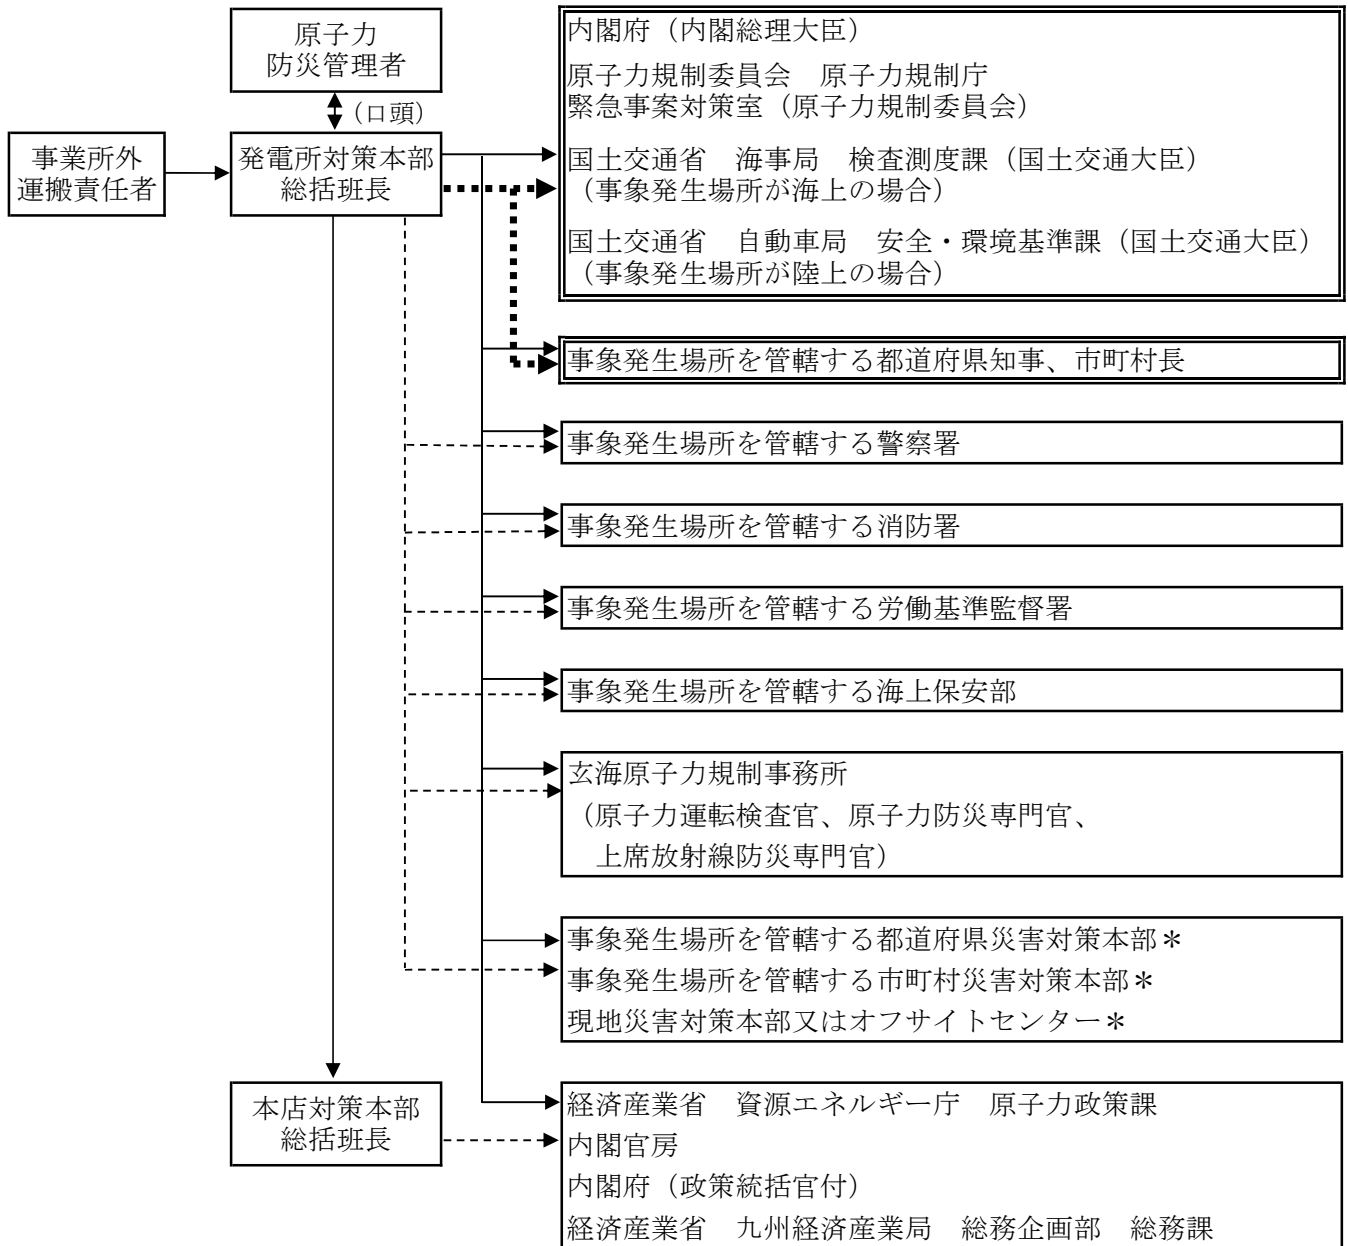 原子力
防災管理者
(口頭)
事業所外
運搬責任者
発電所対策本部
総括班長
内閣府（内閣総理大臣）
原子力規制委員会　原子力規制庁
緊急事案対策室（原子力規制委員会）
国土交通省　海事局　検査測度課（国土交通大臣）
（事象発生場所が海上の場合）
国土交通省　自動車局　安全・環境基準課（国土交通大臣）
（事象発生場所が陸上の場合）
事象発生場所を管轄する都道府県知事、市町村長
事象発生場所を管轄する警察署
事象発生場所を管轄する消防署
事象発生場所を管轄する労働基準監督署
事象発生場所を管轄する海上保安部
玄海原子力規制事務所
（原子力運転検査官、原子力防災専門官、
上席放射線防災専門官）
事象発生場所を管轄する都道府県災害対策本部＊
事象発生場所を管轄する市町村災害対策本部＊
現地災害対策本部又はオフサイトセンター＊
本店対策本部
総括班長
経済産業省　資源エネルギー庁　原子力政策課
内閣官房
内閣府（政策統括官付）
経済産業省　九州経済産業局　総務企画部　総務課